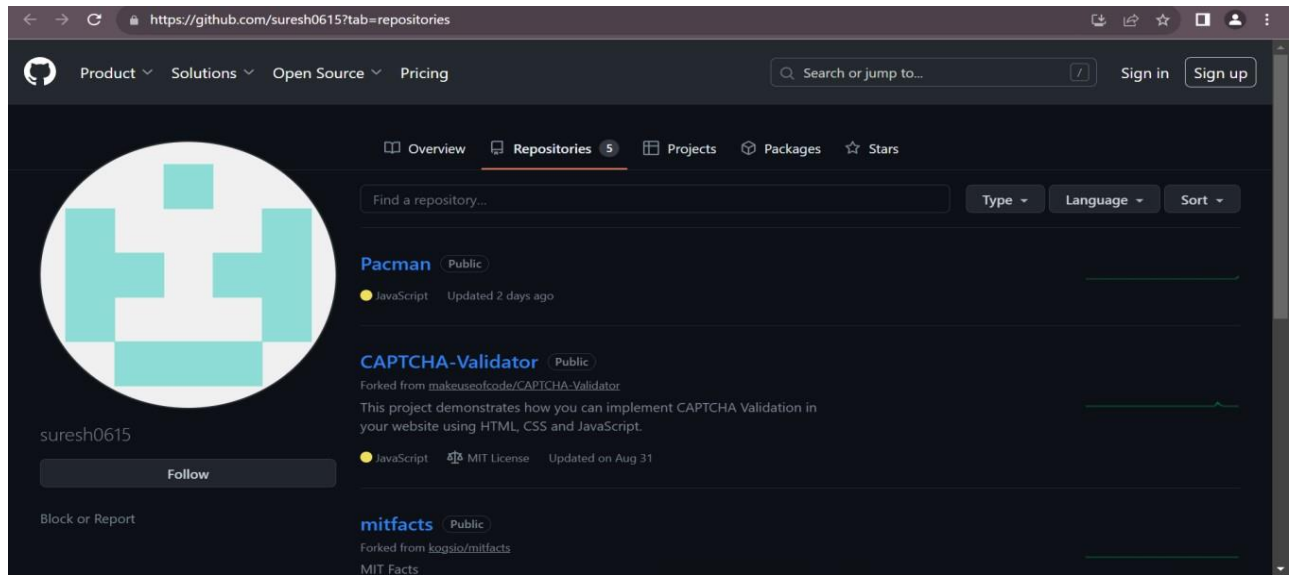 https://github.com/suresh0615?tab=repositories
Product Solutions Open Source Pricing Search or jump to... / Sign in Sign up
Overview Repositories 5 Projects Packages Stars
Find a repository... Type Language Sort
Pacman Public
JavaScript Updated 2 days ago
CAPTCHA-Validator Public
Forked from makeuseofcode/CAPTCHA-Validator
This project demonstrates how you can implement CAPTCHA Validation in
your website using HTML, CSS and JavaScript.
JavaScript MIT License Updated on Aug 31
mitfacts Public
Forked from kogsio/mitfacts
MIT Facts
suresh0615
Follow
Block or Report